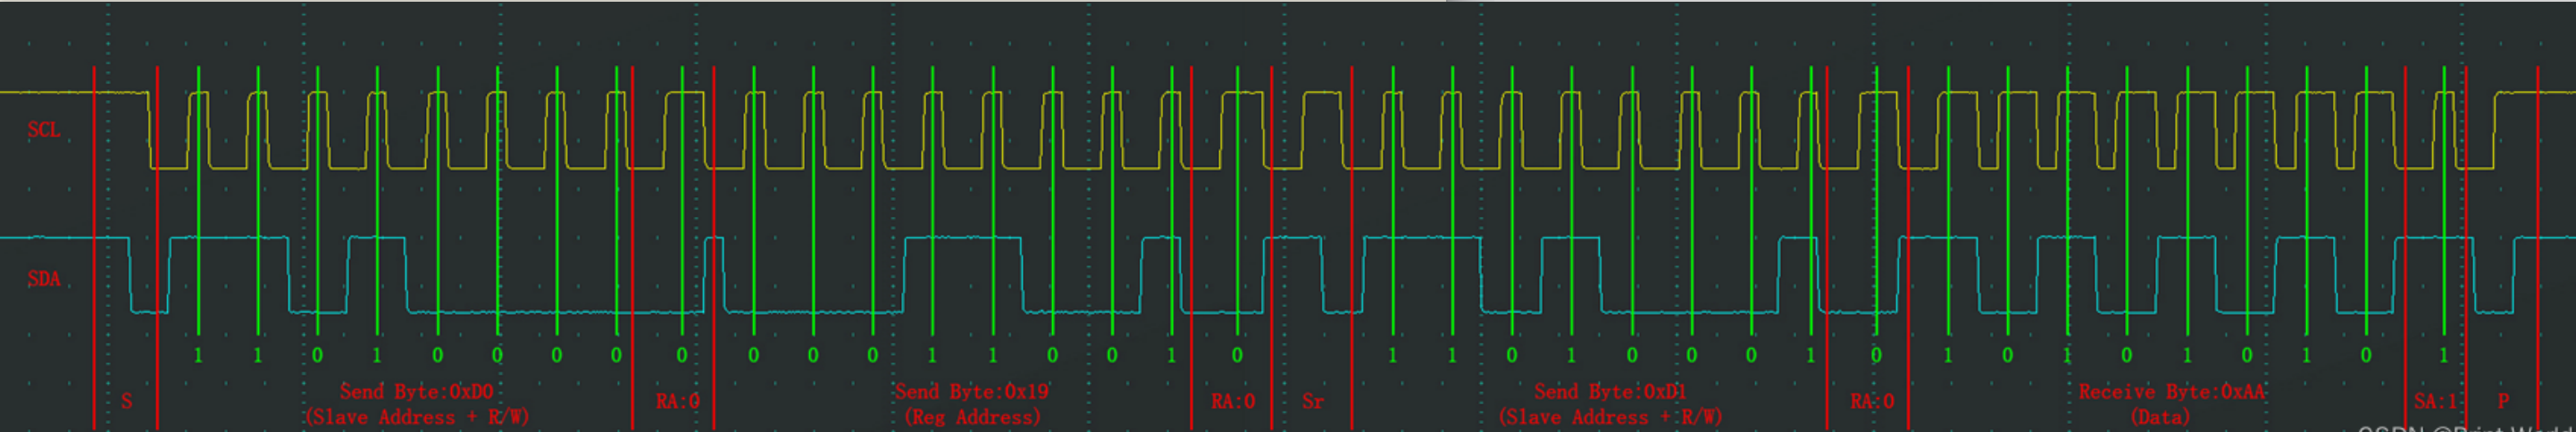 SCL
SDA
1 1 0 1 0 0 0 0 0 0 0 0 1 1 0 0 1 0 1 1 0 1 0 0 0 1 0 1 0 1 0 1 0 1 0 1
S
Send Byte:0xD0
(Slave Address + R/W)
RA:0
Send Byte:0x19
(Reg Address)
RA:0
Sr
Send Byte:0xD1
(Slave Address + R/W)
RA:0
Receive Byte:0xAA
(Data)
SA:1
P